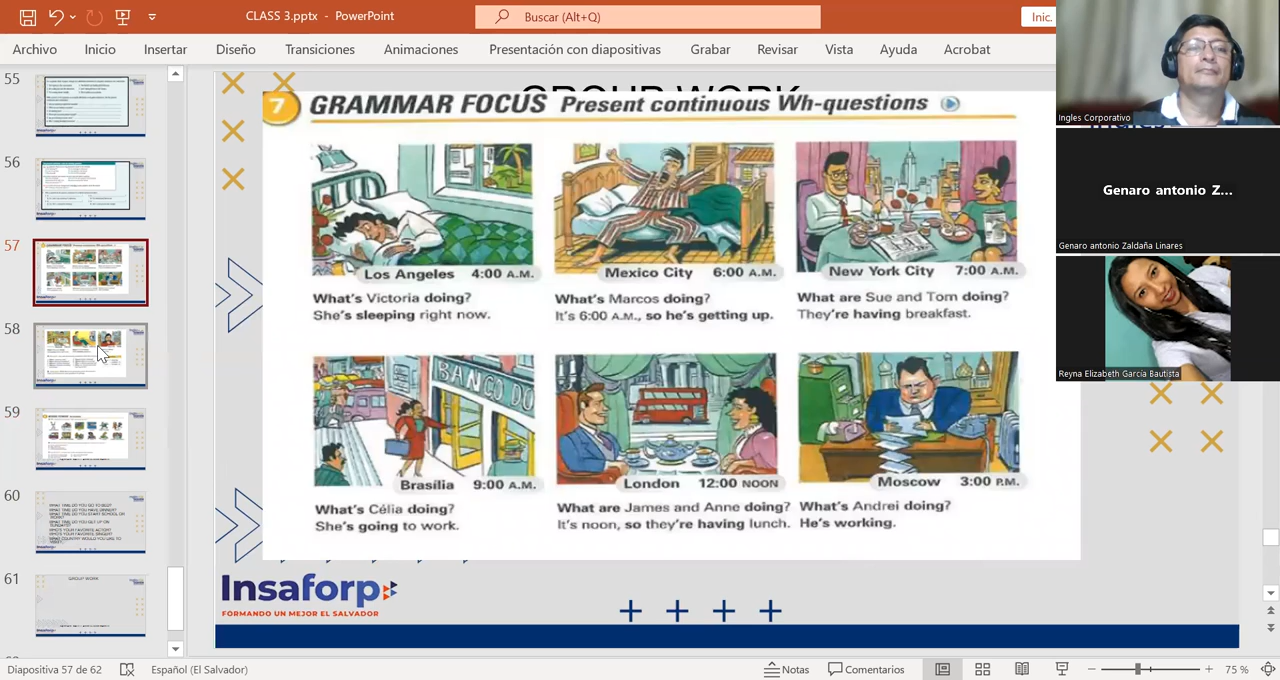 CLASS 3.pptx - PowerPoint
Buscar (Alt+Q)
Inic.
Archivo Inicio Insertar Diseño Transiciones Animaciones Presentación con diapositivas Grabar Revisar Vista Ayuda Acrobat
55
56
57
58
59
60
61
GROUP WORK
7 GRAMMAR FOCUS Present continuous Wh-questions
Los Angeles 4:00 A.M.
What's Victoria doing?
She's sleeping right now.
Mexico City 6:00 A.M.
What's Marcos doing?
It's 6:00 A.M., so he's getting up.
New York City 7:00 A.M.
What are Sue and Tom doing?
They're having breakfast.
BANCO DO
Brasília 9:00 A.M.
What's Célia doing?
She's going to work.
London 12:00 NOON
What are James and Anne doing?
It's noon, so they're having lunch.
Moscow 3:00 P.M.
What's Andrei doing?
He's working.
Insaforp
FORMANDO UN MEJOR EL SALVADOR
Ingles Corporativo
Genaro antonio Z...
Genaro antonio Zaldaña Linares
Reyna Elizabeth García Bautista
Diapositiva 57 de 62
Español (El Salvador)
Notas
Comentarios
75 %